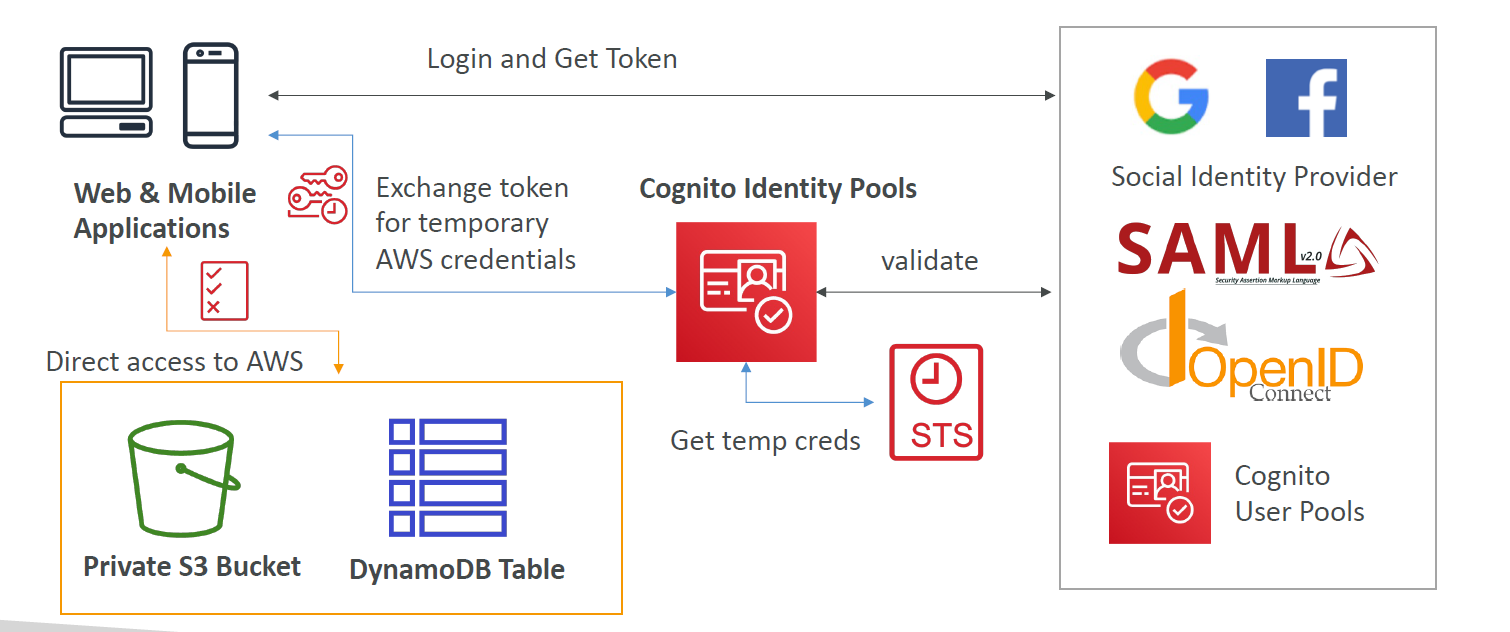 Login and Get Token
Web & Mobile
Applications
Exchange token
for temporary
AWS credentials
Cognito Identity Pools
validate
Social Identity Provider
SAML v2.0
Security Assertion Markup Language
OpenID
Connect
Direct access to AWS
Get temp creds
STS
Cognito
User Pools
Private S3 Bucket
DynamoDB Table